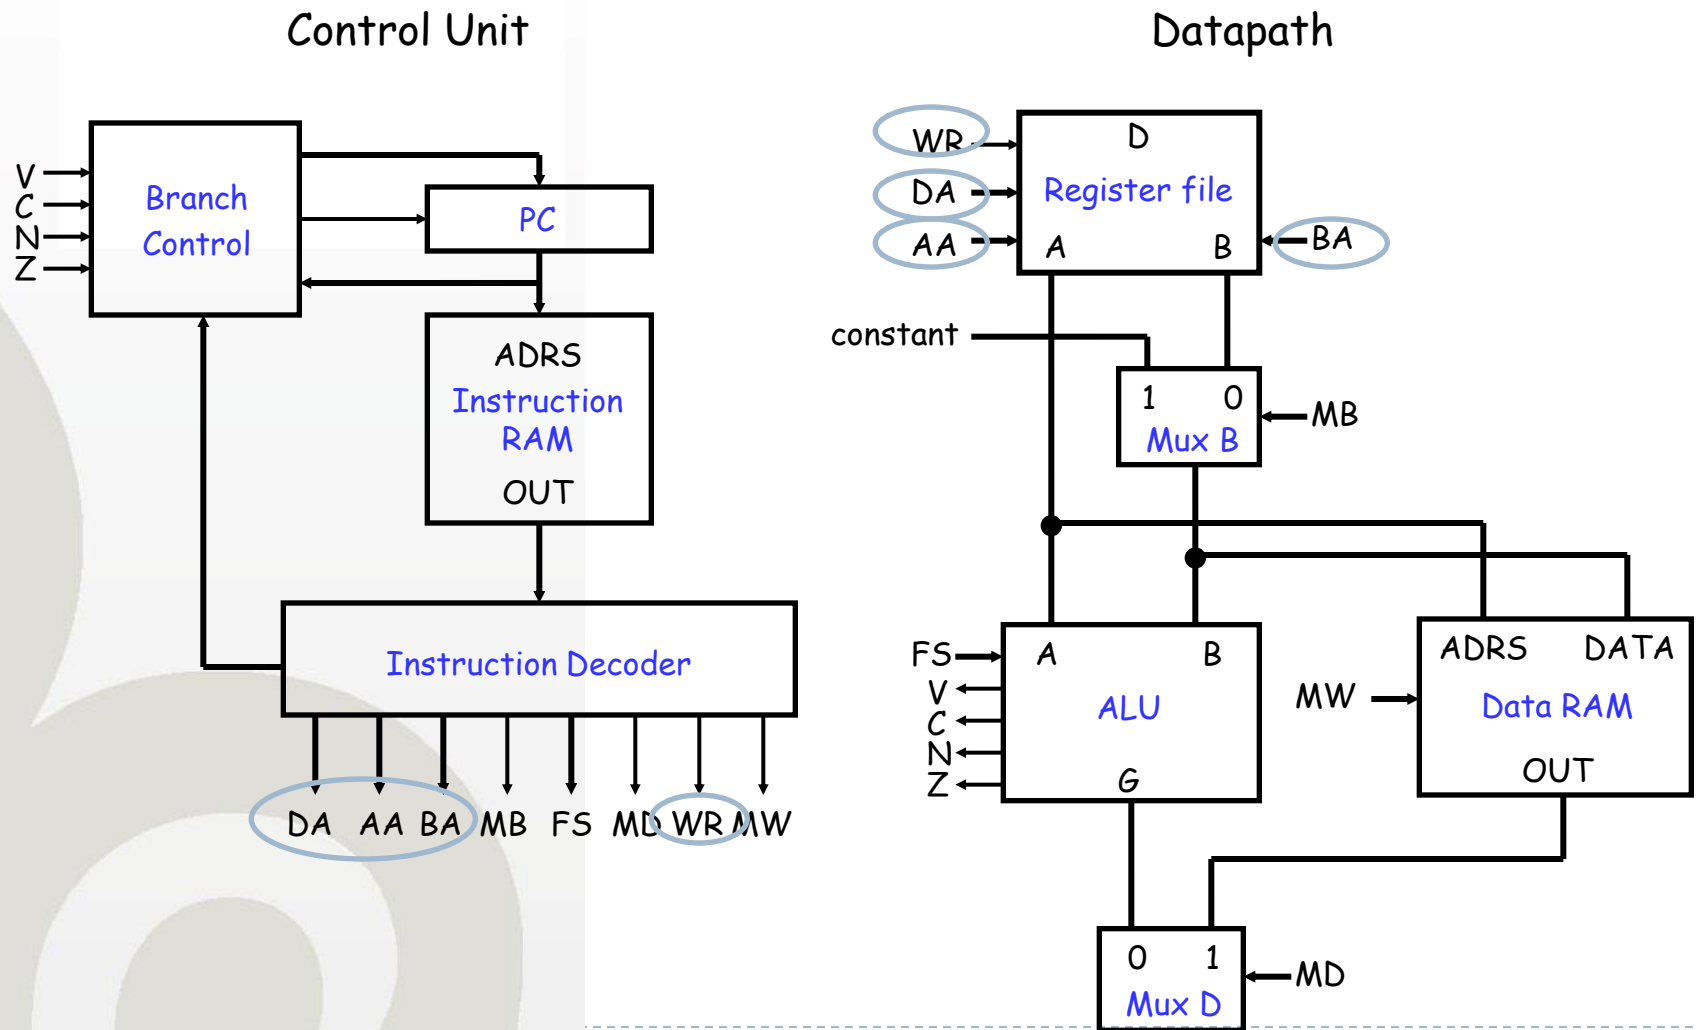 Control Unit
V
C
N
Z
Branch
Control
PC
ADRS
Instruction
RAM
OUT
Instruction Decoder
DA AA BA MB FS MD WR MW
Datapath
WR
DA
AA
D
Register file
A B
BA
constant
1 0
Mux B
MB
FS
V
C
N
Z
A B
ALU
G
MW
ADRS DATA
Data RAM
OUT
0 1
Mux D
MD